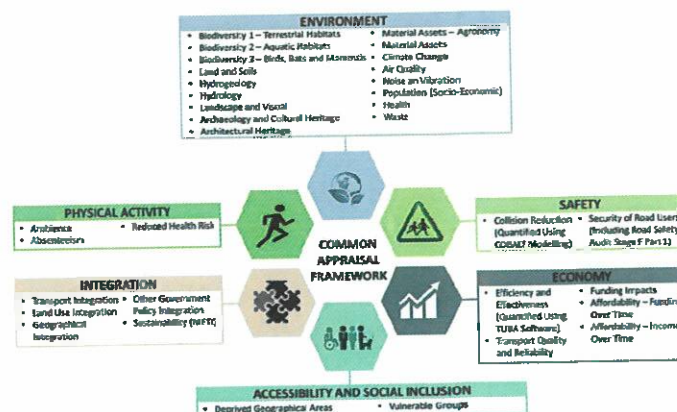 ENVIRONMENT
• Biodiversity 1 – Terrestrial Habitats
• Biodiversity 2 – Aquatic Habitats
• Biodiversity 3 – Birds, Bats and Mammals
• Land and Soils
• Hydrogeology
• Hydrology
• Landscape and Visual
• Archaeology and Cultural Heritage
• Architectural Heritage
• Material Assets – Agronomy
• Material Assets
• Climate Change
• Air Quality
• Noise an Vibration
• Population (Socio-Economic)
• Health
• Waste
PHYSICAL ACTIVITY
• Ambience
• Absenteeism
• Reduced Health Risk
SAFETY
• Collision Reduction
(Quantified Using
COBALT Modelling)
• Security of Road Users
(Including Road Safety
Audit Stage F Part 1)
COMMON
APPRAISAL
FRAMEWORK
INTEGRATION
• Transport Integration
• Land Use Integration
• Geographical
Integration
• Other Government
Policy Integration
• Sustainability
ECONOMY
• Efficiency and
Effectiveness
(Quantified Using
TUBA Software)
• Transport Quality
and Reliability
• Funding Impacts
• Affordability – Funding
Over Time
• Affordability – Income
Over Time
ACCESSIBILITY AND SOCIAL INCLUSION
• Deprived Geographical Areas
• Vulnerable Groups